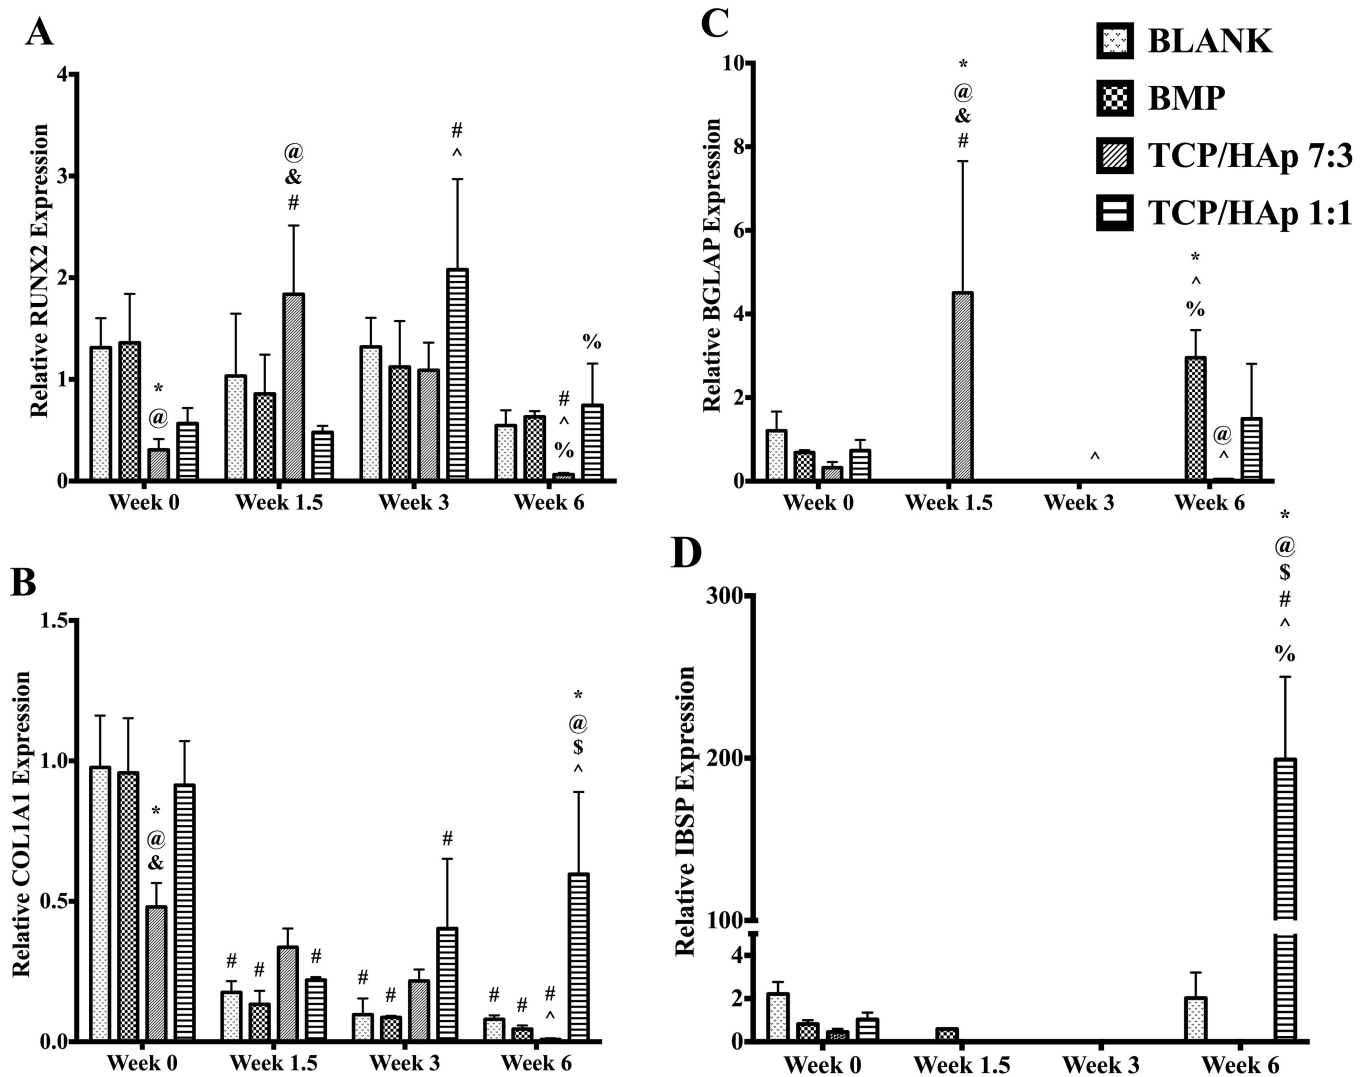 A
Relative RUNX2 Expression
4
3
2
1
0
*
@
@
&
#
#
^
#
^
%
%
Week 0 Week 1.5 Week 3 Week 6
C
Relative BGLAP Expression
10
8
6
4
2
0
*
@
&
#
^
*
^
%
@
^
Week 0 Week 1.5 Week 3 Week 6
BLANK
BMP
TCP/HAp 7:3
TCP/HAp 1:1
B
Relative COL1A1 Expression
1.5
1.0
0.5
0.0
*
@
&
# # #
# # #
# # #
^
*
@
$
^
Week 0 Week 1.5 Week 3 Week 6
D
Relative IBSP Expression
300
200
100
4
2
0
*
@
$
#
^
%
Week 0 Week 1.5 Week 3 Week 6